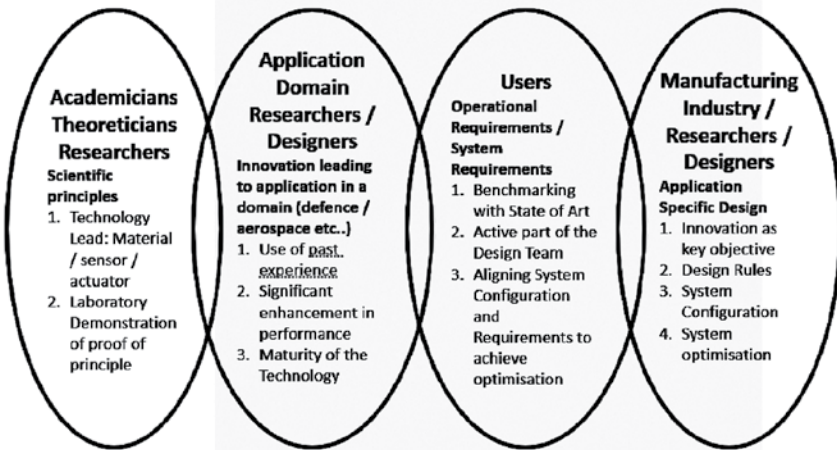 Academicians
Theoreticians
Researchers
Scientific
principles
1. Technology
Lead: Material
/ sensor /
actuator
2. Laboratory
Demonstration
of proof of
principle
Application
Domain
Researchers /
Designers
Innovation leading
to application in a
domain (defence /
aerospace etc..)
1. Use of past
experience
2. Significant
enhancement in
performance
3. Maturity of the
Technology
Users
Operational
Requirements /
System
Requirements
1. Benchmarking
with State of Art
2. Active part of the
Design Team
3. Aligning System
Configuration
and
Requirements to
achieve
optimisation
Manufacturing
Industry /
Researchers /
Designers
Application
Specific Design
1. Innovation as
key objective
2. Design Rules
3. System
Configuration
4. System
optimisation